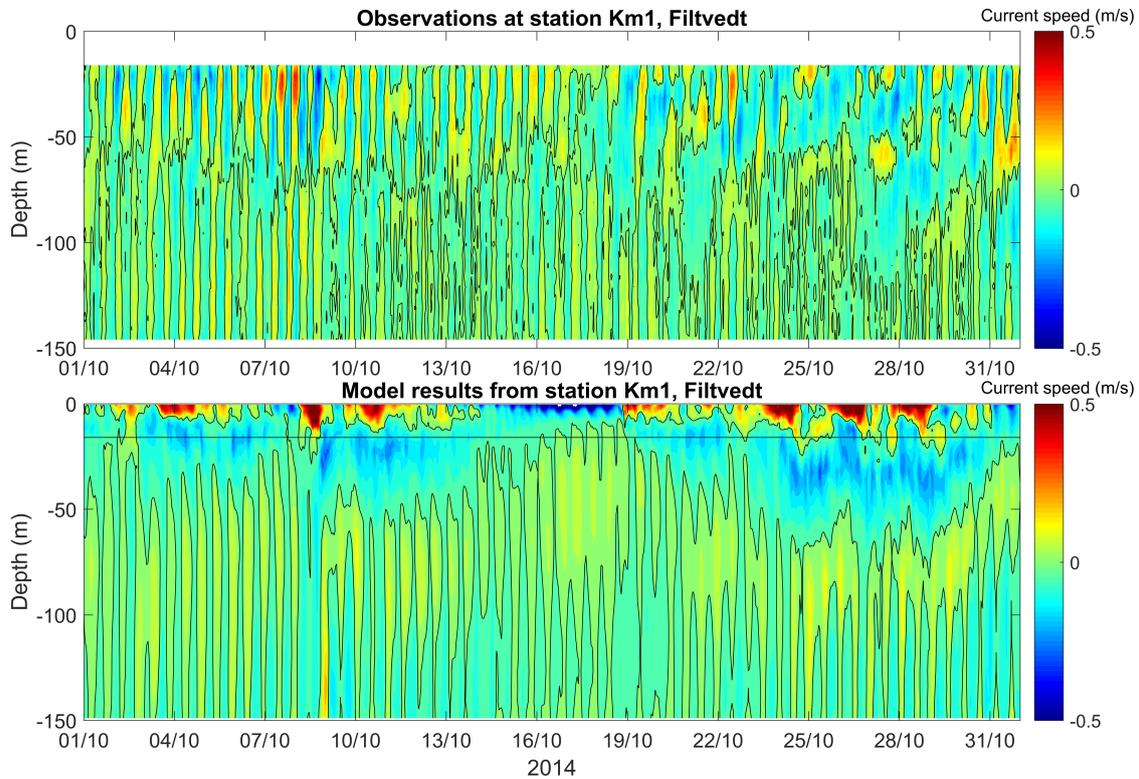 Observations at station Km1, Filtvedt
Current speed (m/s)
0
-50
-100
-150
Depth (m)
01/10 04/10 07/10 10/10 13/10 16/10 19/10 22/10 25/10 28/10 31/10
0.5
0
-0.5
Model results from station Km1, Filtvedt
Current speed (m/s)
0
-50
-100
-150
Depth (m)
01/10 04/10 07/10 10/10 13/10 16/10 19/10 22/10 25/10 28/10 31/10
0.5
0
-0.5
2014